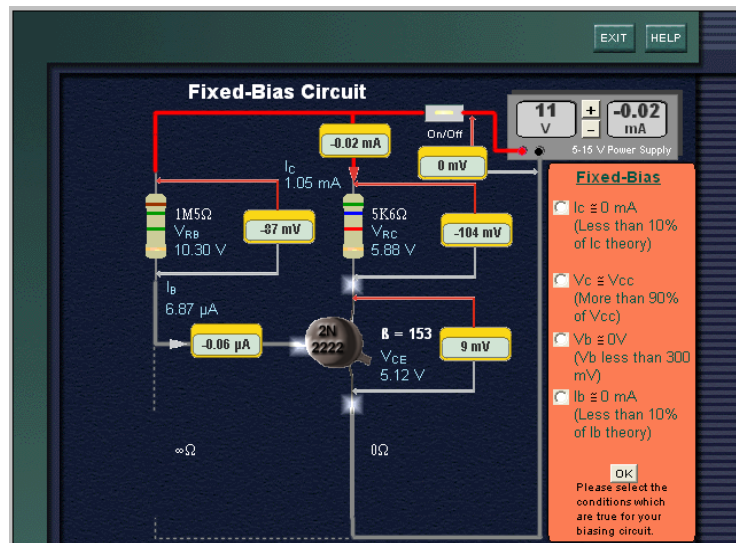 EXIT HELP
Fixed-Bias Circuit
11
V
+
-
-0.02
mA
On/Off
5-15 V Power Supply
-0.02 mA
0 mV
IC
1.05 mA
1M5Ω
VRB
10.30 V
-87 mV
5K6Ω
VRC
5.88 V
-104 mV
IB
6.87 µA
-0.06 µA
2N
2222
ß = 153
VCE
5.12 V
9 mV
∞Ω
0Ω
Fixed-Bias
Ic ≅ 0 mA
(Less than 10%
of Ic theory)
Vc ≅ Vcc
(More than 90%
of Vcc)
Vb ≅ 0V
(Vb less than 300
mV)
Ib ≅ 0 mA
(Less than 10%
of Ib theory)
OK
Please select the
conditions which
are true for your
biasing circuit.